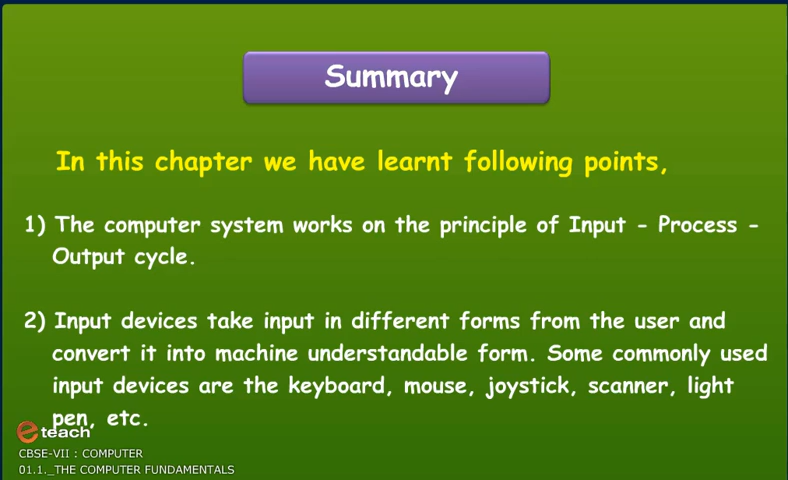 Summary
In this chapter we have learnt following points,
1) The computer system works on the principle of Input - Process -
Output cycle.
2) Input devices take input in different forms from the user and
convert it into machine understandable form. Some commonly used
input devices are the keyboard, mouse, joystick, scanner, light
pen, etc.
e teach
CBSE-VII : COMPUTER
01.1._THE COMPUTER FUNDAMENTALS